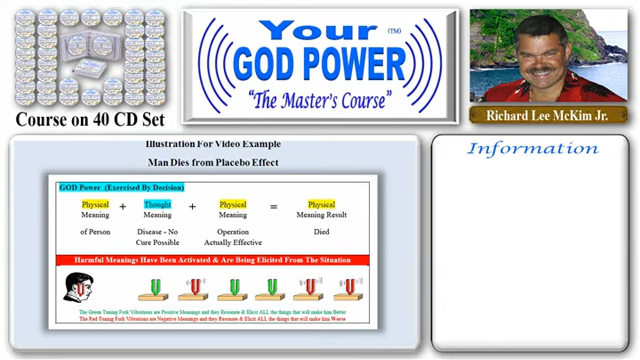 Your (TM)
GOD POWER
"The Master's Course"
Course on 40 CD Set
Richard Lee McKim Jr.
Illustration For Video Example
Man Dies from Placebo Effect
GOD Power (Exercised By Decision)
Physical + Thought + Physical = Physical
Meaning Meaning Meaning Meaning Result
of Person Disease - No Operation Died
Cure Possible Actually Effective
Harmful Meanings Have Been Activated & Are Being Elicited From The Situation
The Green Tuning Fork Vibrations are Positive Meanings and they Resonate & Elicit ALL the things that will make him Better
The Red Tuning Fork Vibrations are Negative Meanings and they Resonate & Elicit ALL the things that will make him Worse
Information